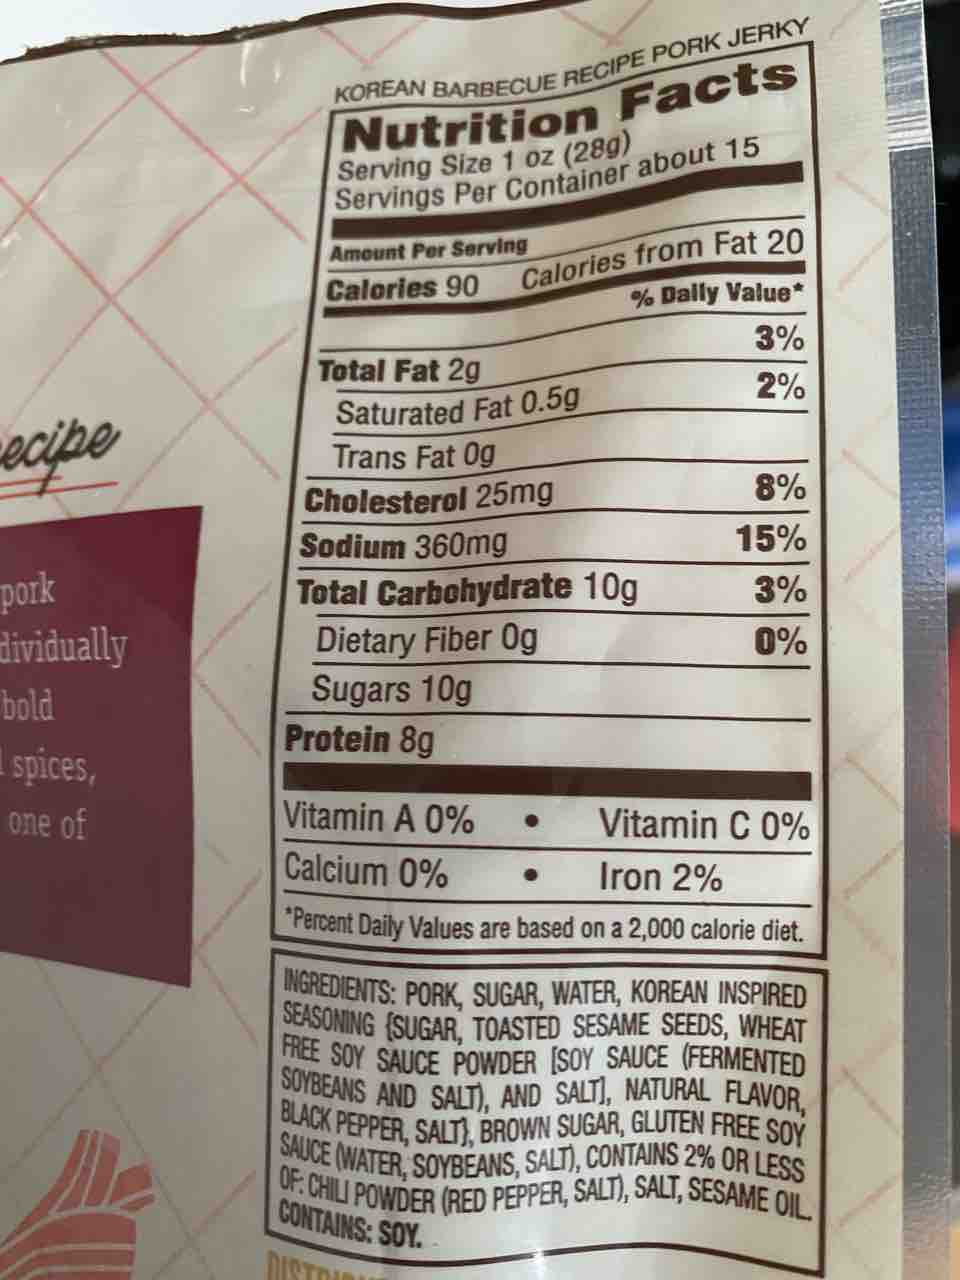 KOREAN BARBECUE RECIPE PORK JERKY
Nutrition Facts
Serving Size 1 oz (28g)
Servings Per Container about 15
Amount Per Serving
Calories 90 Calories from Fat 20
% Daily Value*
Total Fat 2g 3%
Saturated Fat 0.5g 2%
Trans Fat 0g
Cholesterol 25mg 8%
Sodium 360mg 15%
Total Carbohydrate 10g 3%
Dietary Fiber 0g 0%
Sugars 10g
Protein 8g
Vitamin A 0% • Vitamin C 0%
Calcium 0% • Iron 2%
*Percent Daily Values are based on a 2,000 calorie diet.
INGREDIENTS: PORK, SUGAR, WATER, KOREAN INSPIRED
SEASONING {SUGAR, TOASTED SESAME SEEDS, WHEAT
FREE SOY SAUCE POWDER [SOY SAUCE (FERMENTED
SOYBEANS AND SALT), AND SALT], NATURAL FLAVOR,
BLACK PEPPER, SALT}, BROWN SUGAR, GLUTEN FREE SOY
SAUCE (WATER, SOYBEANS, SALT), CONTAINS 2% OR LESS
OF: CHILI POWDER (RED PEPPER, SALT), SALT, SESAME OIL.
CONTAINS: SOY.
ecipe
pork
dividually
bold
spices,
one of